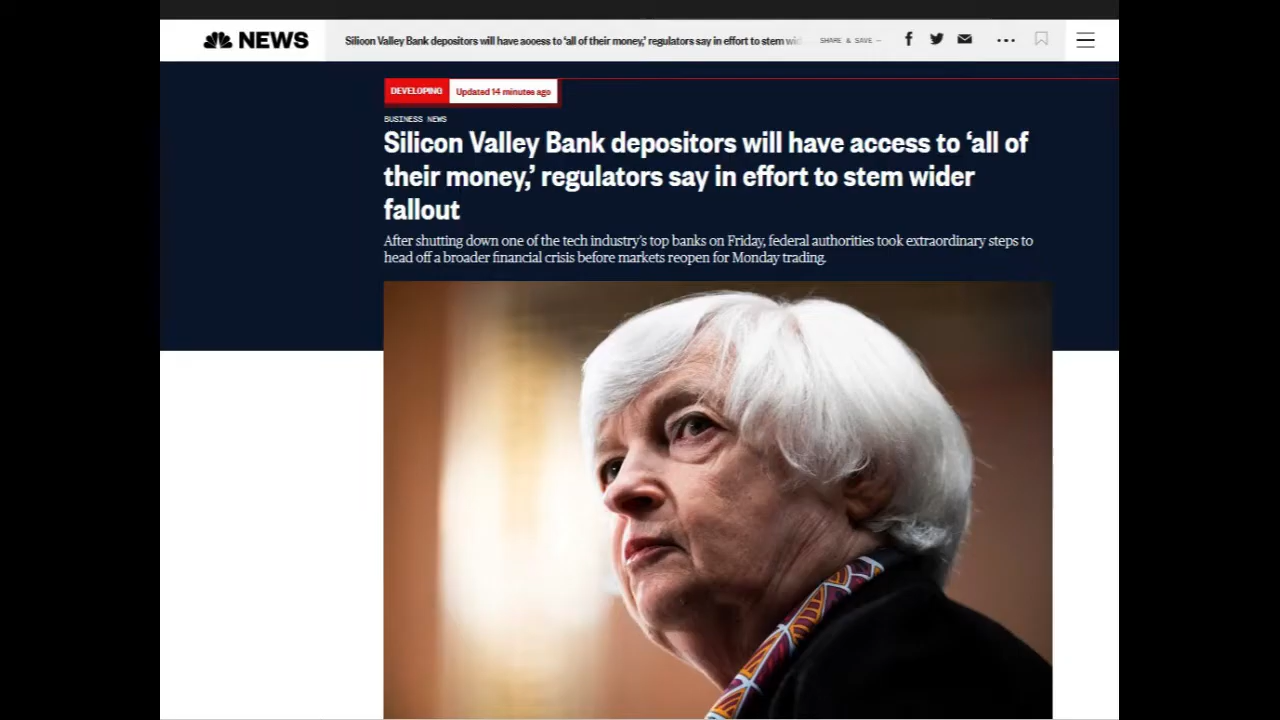 NEWS
Silicon Valley Bank depositors will have access to ‘all of their money,’ regulators say in effort to stem
SHARE & SAVE —
DEVELOPING
Updated 14 minutes ago
BUSINESS NEWS
Silicon Valley Bank depositors will have access to ‘all of
their money,’ regulators say in effort to stem wider
fallout
After shutting down one of the tech industry’s top banks on Friday, federal authorities took extraordinary steps to
head off a broader financial crisis before markets reopen for Monday trading.